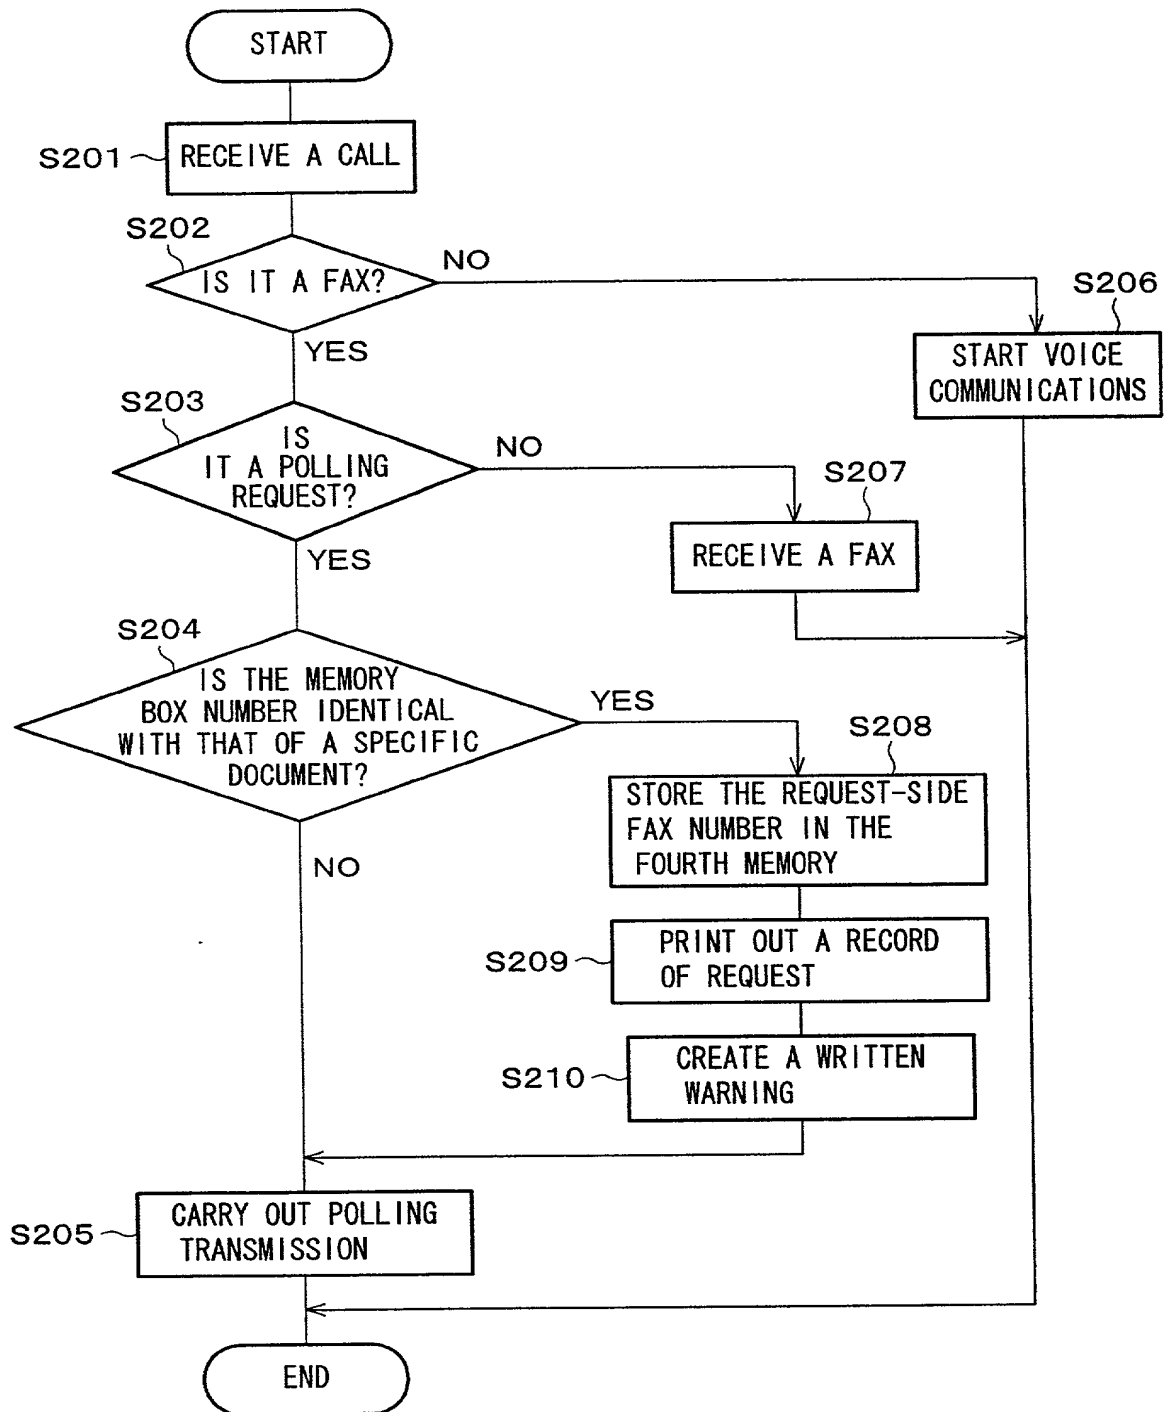 START
S201
RECEIVE A CALL
S202
IS IT A FAX?
NO
S206
YES
START VOICE
COMMUNICATIONS
S203
IS
IT A POLLING
REQUEST?
NO
S207
YES
RECEIVE A FAX
S204
IS THE MEMORY
BOX NUMBER IDENTICAL
WITH THAT OF A SPECIFIC
DOCUMENT?
YES
S208
STORE THE REQUEST-SIDE
FAX NUMBER IN THE
FOURTH MEMORY
NO
S209
PRINT OUT A RECORD
OF REQUEST
S210
CREATE A WRITTEN
WARNING
S205
CARRY OUT POLLING
TRANSMISSION
END